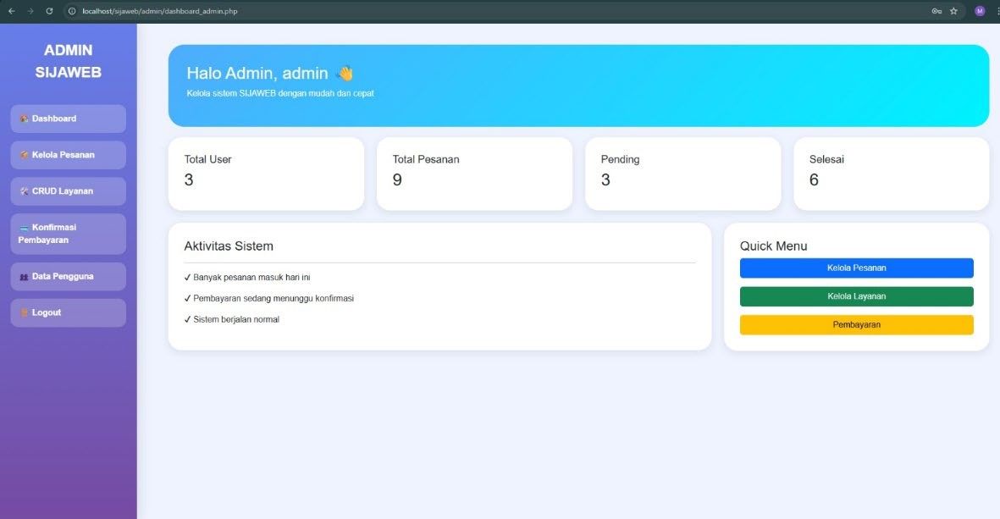 localhost/sijaweb/admin/dashboard_admin.php
M
ADMIN
SIJAWEB
Dashboard
Kelola Pesanan
CRUD Layanan
Konfirmasi
Pembayaran
Data Pengguna
Logout
Halo Admin, admin 👋
Kelola sistem SIJAWEB dengan mudah dan cepat
Total User
3
Total Pesanan
9
Pending
3
Selesai
6
Aktivitas Sistem
✓ Banyak pesanan masuk hari ini
✓ Pembayaran sedang menunggu konfirmasi
✓ Sistem berjalan normal
Quick Menu
Kelola Pesanan
Kelola Layanan
Pembayaran